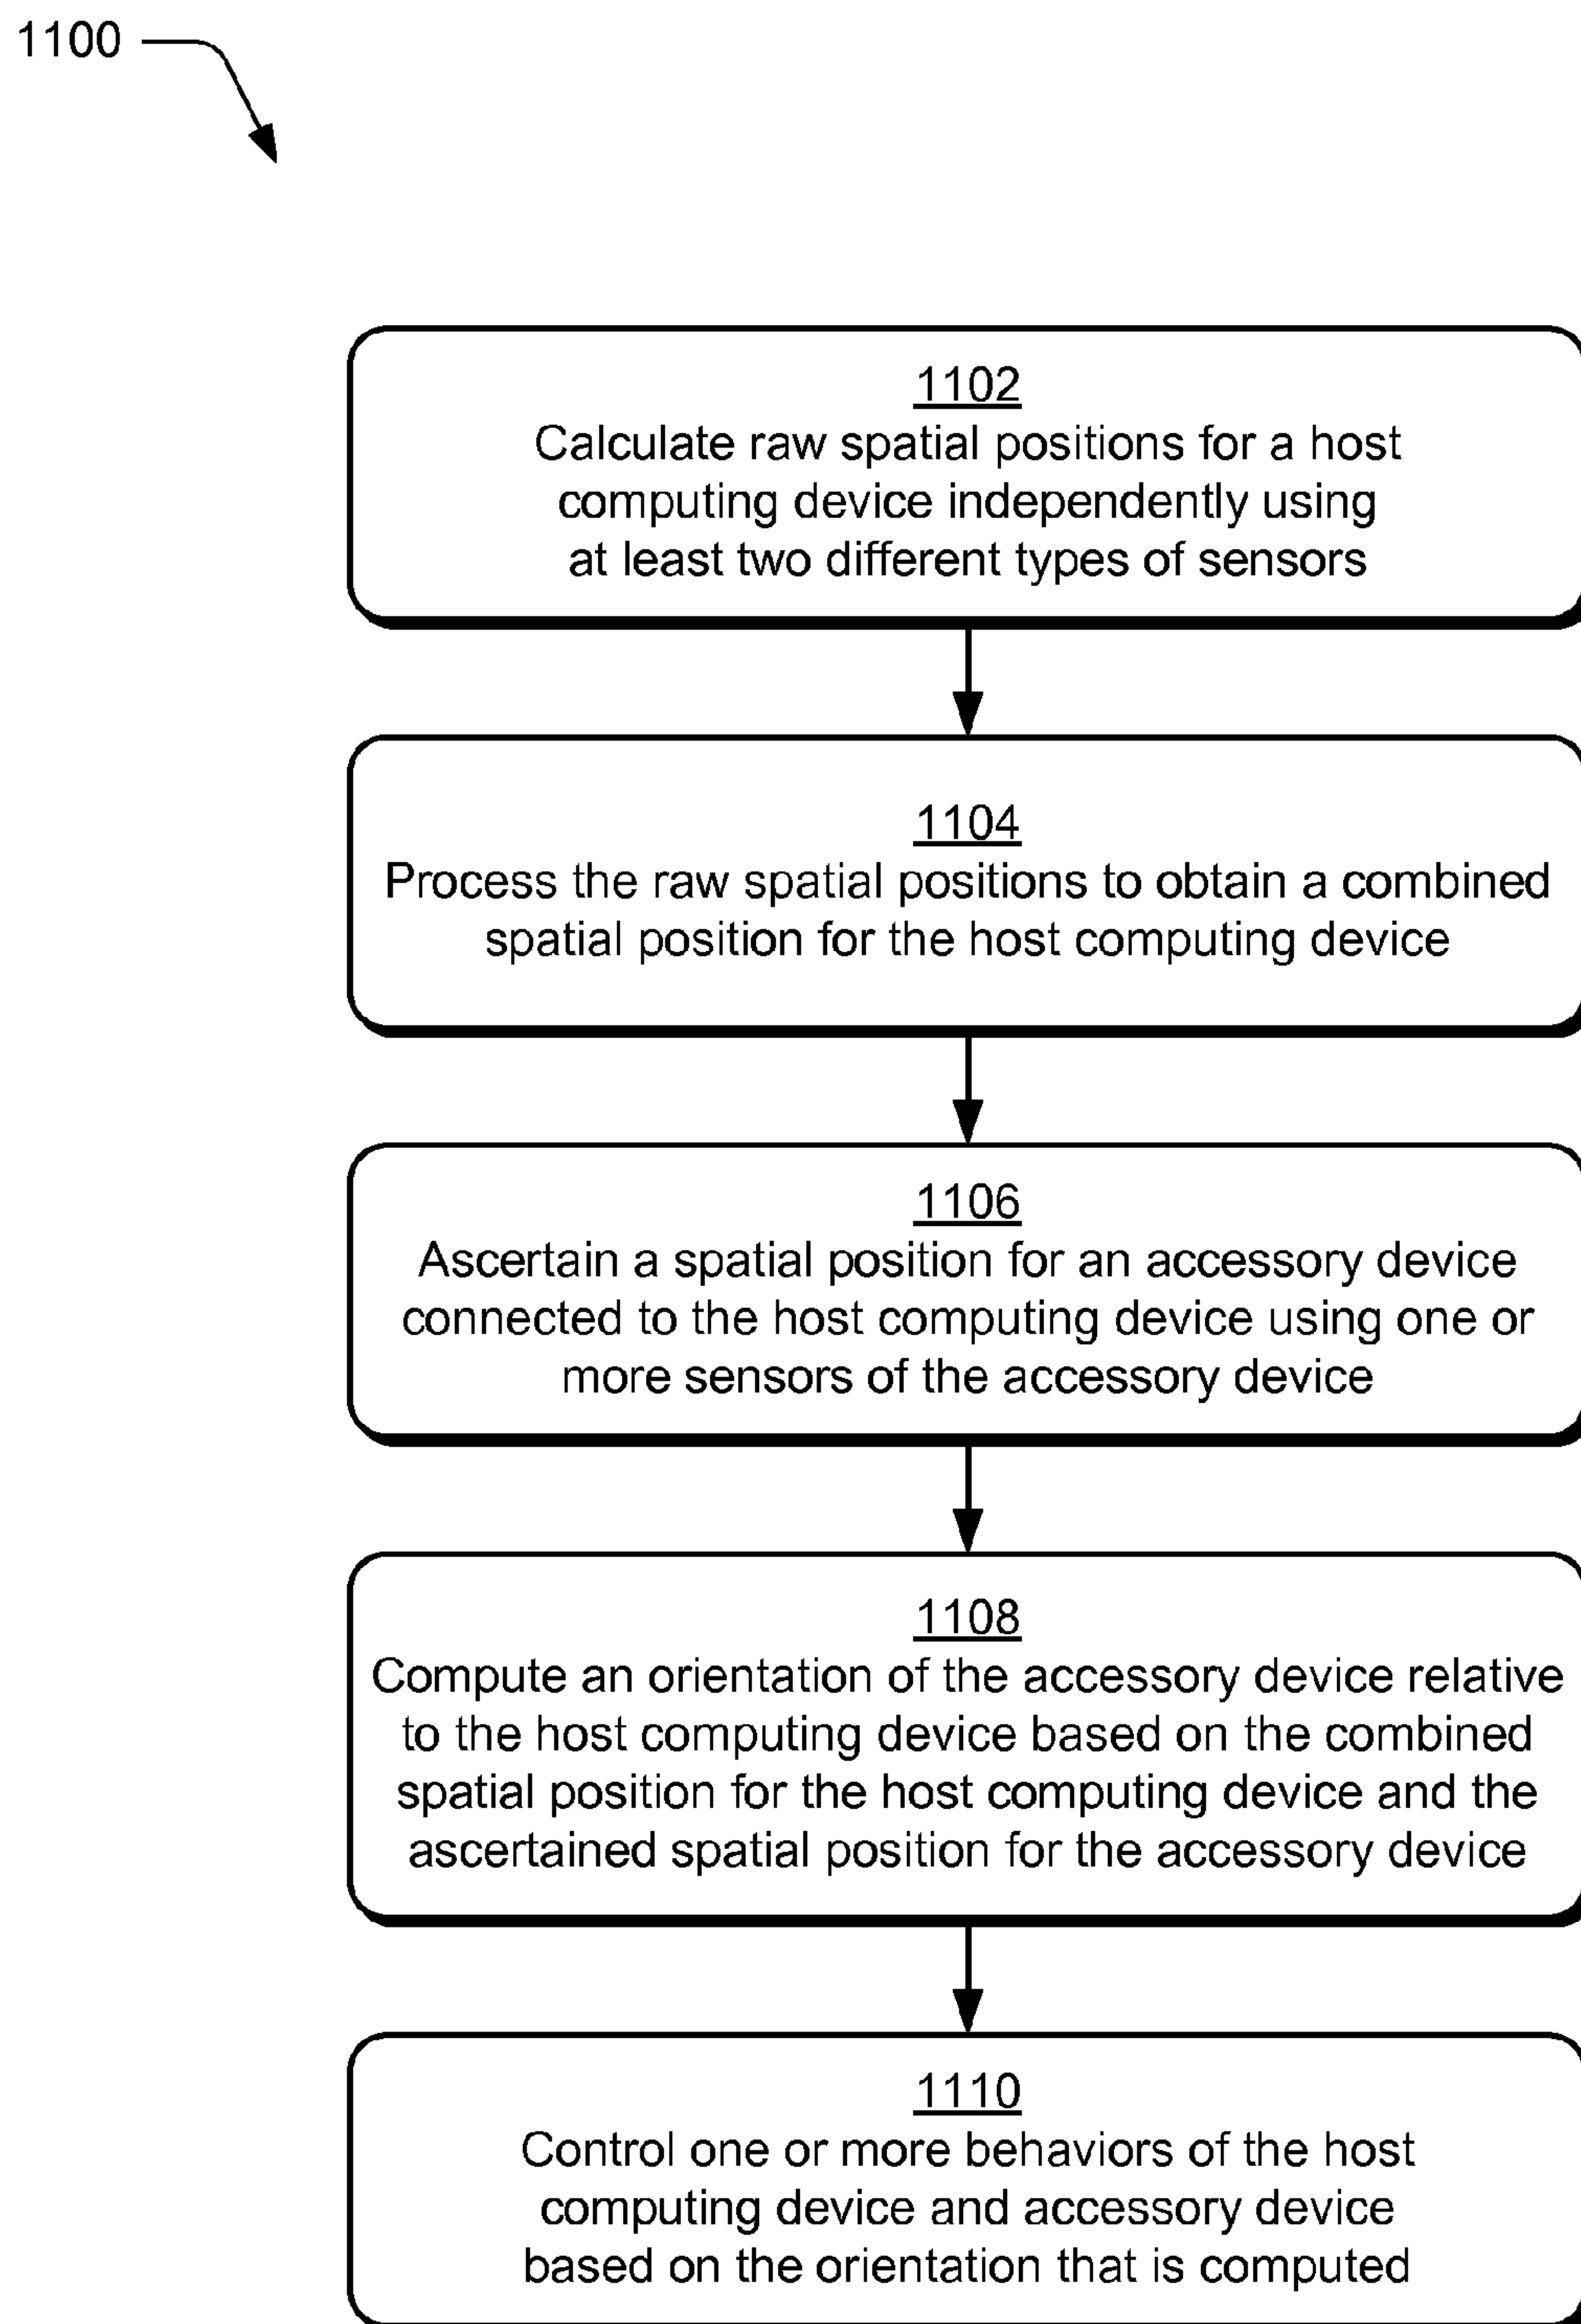 1100
1102
Calculate raw spatial positions for a host
computing device independently using
at least two different types of sensors
1104
Process the raw spatial positions to obtain a combined
spatial position for the host computing device
1106
Ascertain a spatial position for an accessory device
connected to the host computing device using one or
more sensors of the accessory device
1108
Compute an orientation of the accessory device relative
to the host computing device based on the combined
spatial position for the host computing device and the
ascertained spatial position for the accessory device
1110
Control one or more behaviors of the host
computing device and accessory device
based on the orientation that is computed